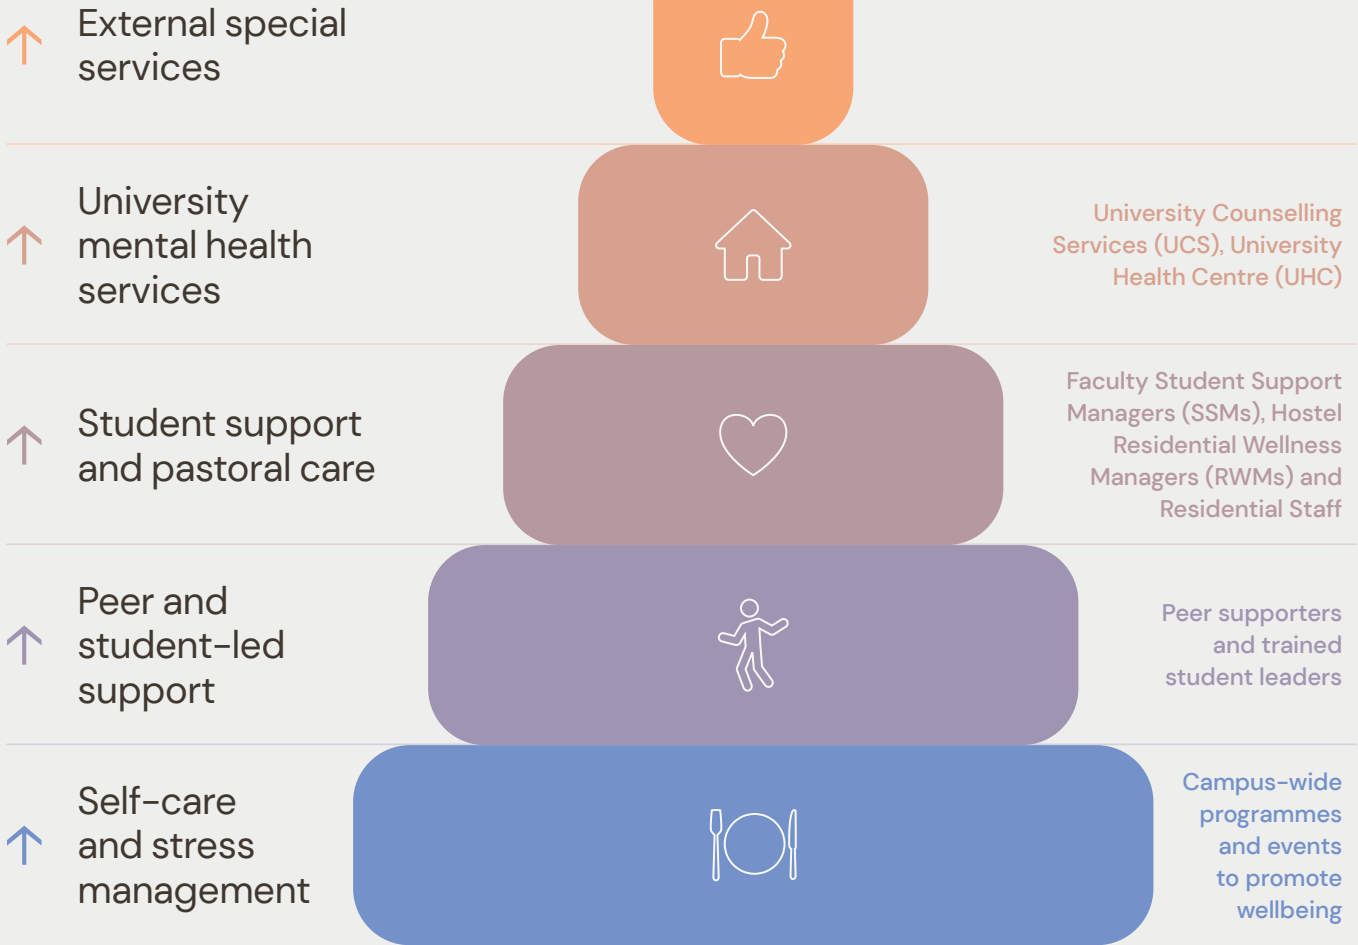 External special
services
University
mental health
services
University Counselling
Services (UCS), University
Health Centre (UHC)
Student support
and pastoral care
Faculty Student Support
Managers (SSMs), Hostel
Residential Wellness
Managers (RWMs) and
Residential Staff
Peer and
student-led
support
Peer supporters
and trained
student leaders
Self-care
and stress
management
Campus-wide
programmes
and events
to promote
wellbeing